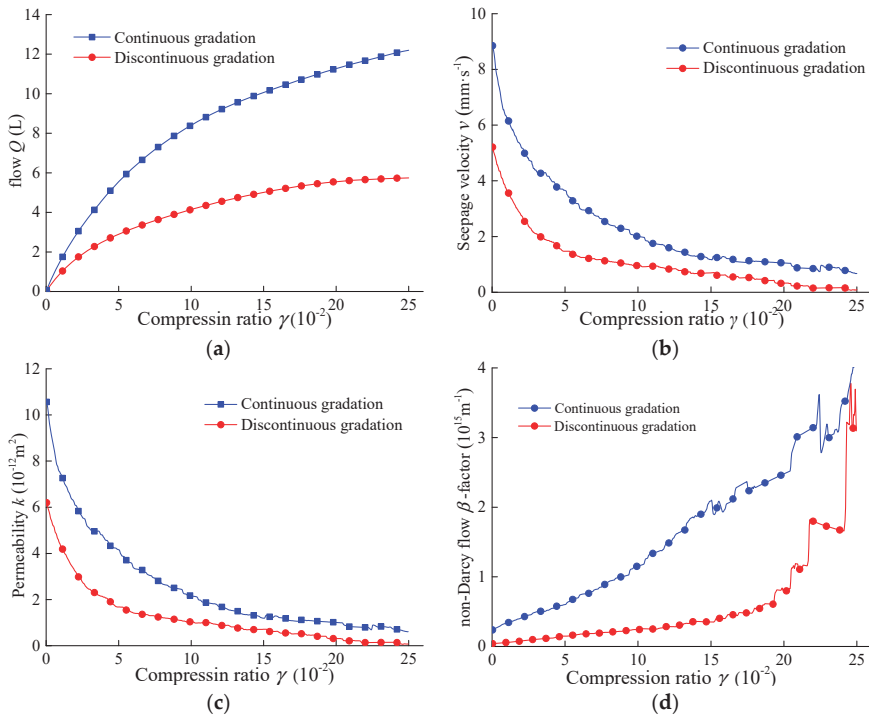 14
12
10
8
6
4
2
0
flow Q (L)
Continuous gradation
Discontinuous gradation
0 5 10 15 20 25
Compressin ratio γ (10⁻²)
(a)
10
8
6
4
2
0
Seepage velocity v (mm·s⁻¹)
Continuous gradation
Discontinuous gradation
0 5 10 15 20 25
Compression ratio γ (10⁻²)
(b)
12
10
8
6
4
2
0
Permeability k (10⁻¹²m²)
Continuous gradation
Discontinuous gradation
0 5 10 15 20 25
Compressin ratio γ (10⁻²)
(c)
4
3
2
1
0
non-Darcy flow β-factor (10¹⁵m⁻¹)
Continuous gradation
Discontinuous gradation
0 5 10 15 20 25
Compression ratio γ (10⁻²)
(d)